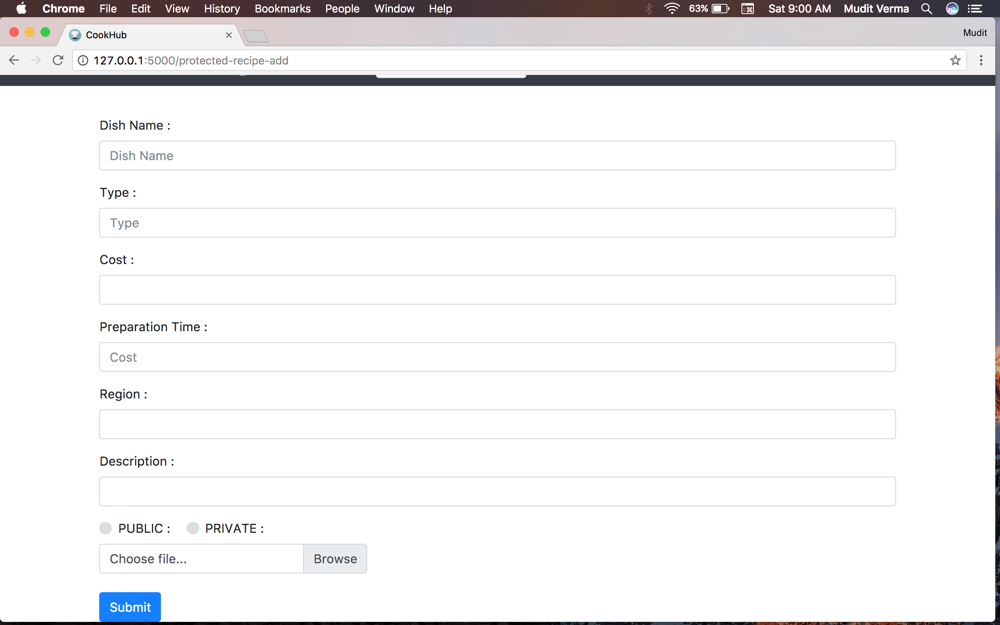 Chrome File Edit View History Bookmarks People Window Help 63% Sat 9:00 AM Mudit Verma
CookHub Mudit
127.0.0.1:5000/protected-recipe-add
Dish Name :
Dish Name
Type :
Type
Cost :
Preparation Time :
Cost
Region :
Description :
PUBLIC : PRIVATE :
Choose file... Browse
Submit